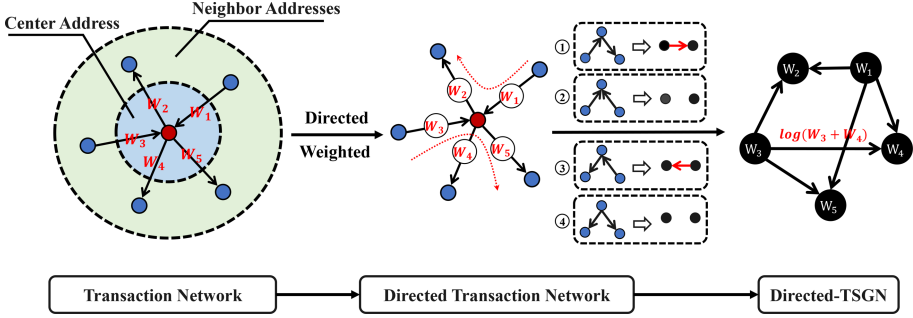 Neighbor Addresses
Center Address
W₂
W₁
W₃
W₄
W₅
Directed
Weighted
W₂
W₁
W₃
W₄
W₅
①
②
③
④
W₂
W₁
log(W₃ + W₄)
W₃
W₄
W₅
Transaction Network
Directed Transaction Network
Directed-TSGN